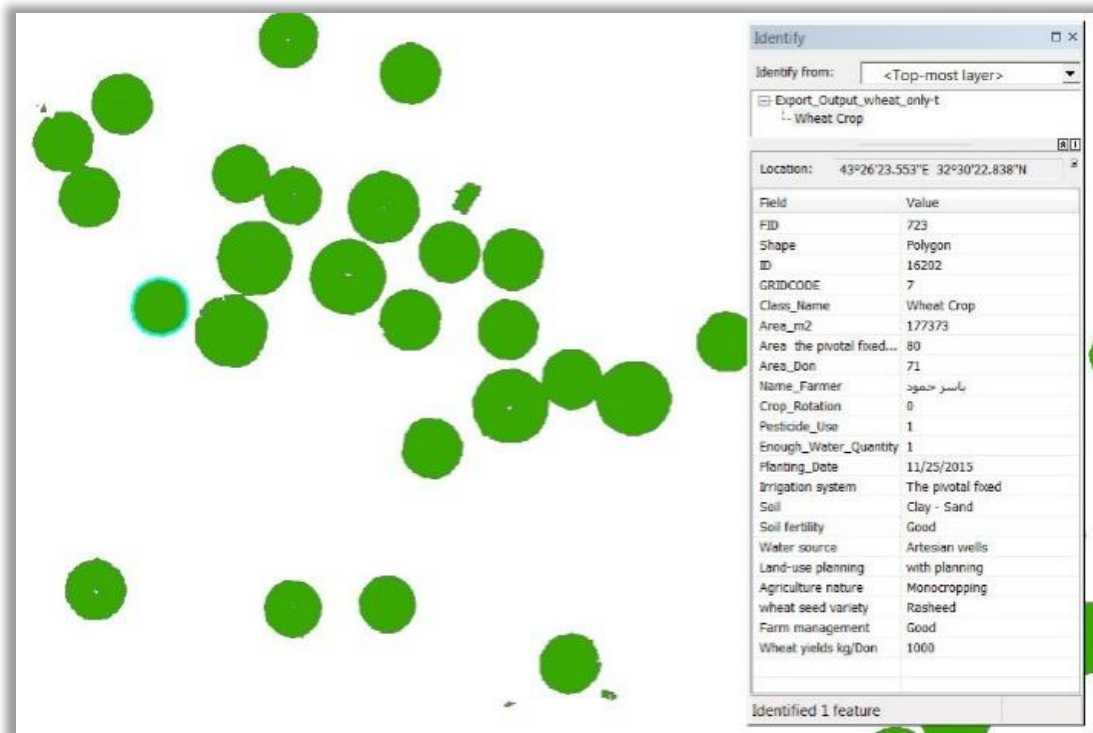 Identify
Identify from: <Top-most layer>
Export_Output_wheat_only-t
Wheat Crop
Location: 43°26'23.553"E 32°30'22.838"N
Field Value
FID 723
Shape Polygon
ID 16202
GRIDCODE 7
Class_Name Wheat Crop
Area_m2 177373
Area the pivotal fixed... 80
Area_Don 71
Name_Farmer ياسر حمود
Crop_Rotation 0
Pesticide_Use 1
Enough_Water_Quantity 1
Planting_Date 11/25/2015
Irrigation system The pivotal fixed
Soil Clay - Sand
Soil fertility Good
Water source Artesian wells
Land-use planning with planning
Agriculture nature Monocropping
wheat seed variety Rasheed
Farm management Good
Wheat yields kg/Don 1000
Identified 1 feature